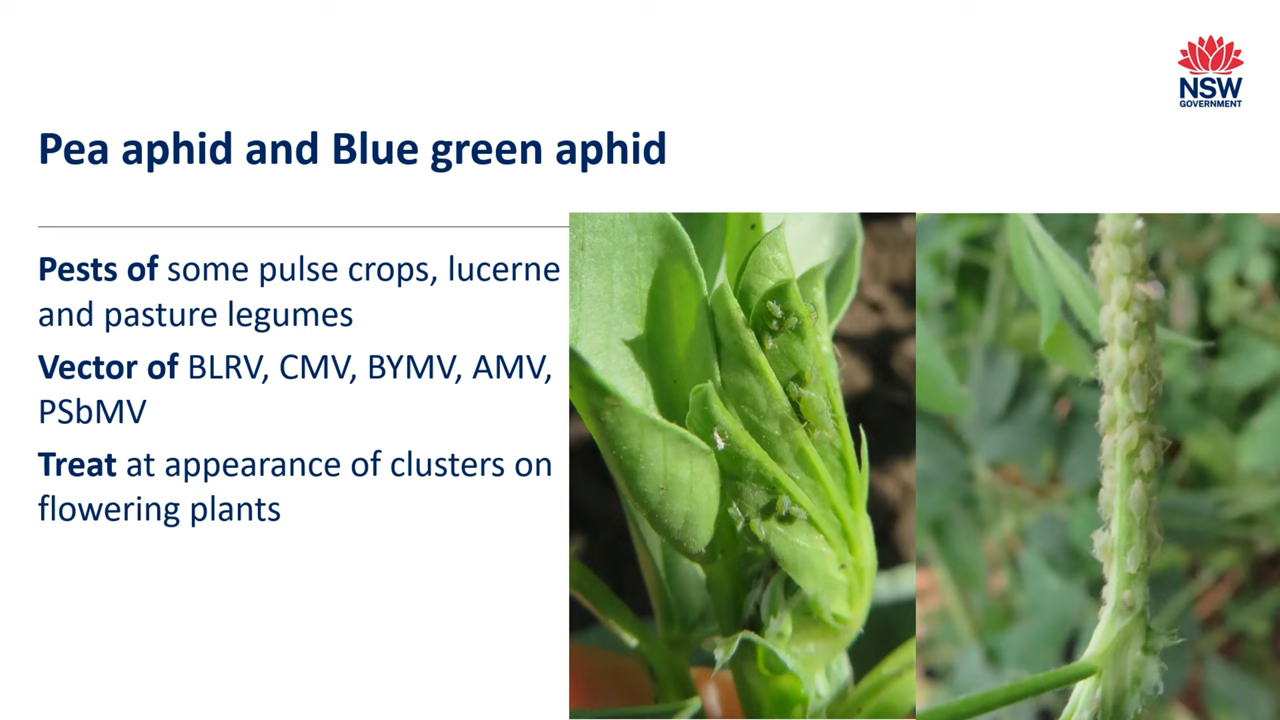 NSW
GOVERNMENT
Pea aphid and Blue green aphid
Pests of some pulse crops, lucerne
and pasture legumes
Vector of BLRV, CMV, BYMV, AMV,
PSbMV
Treat at appearance of clusters on
flowering plants